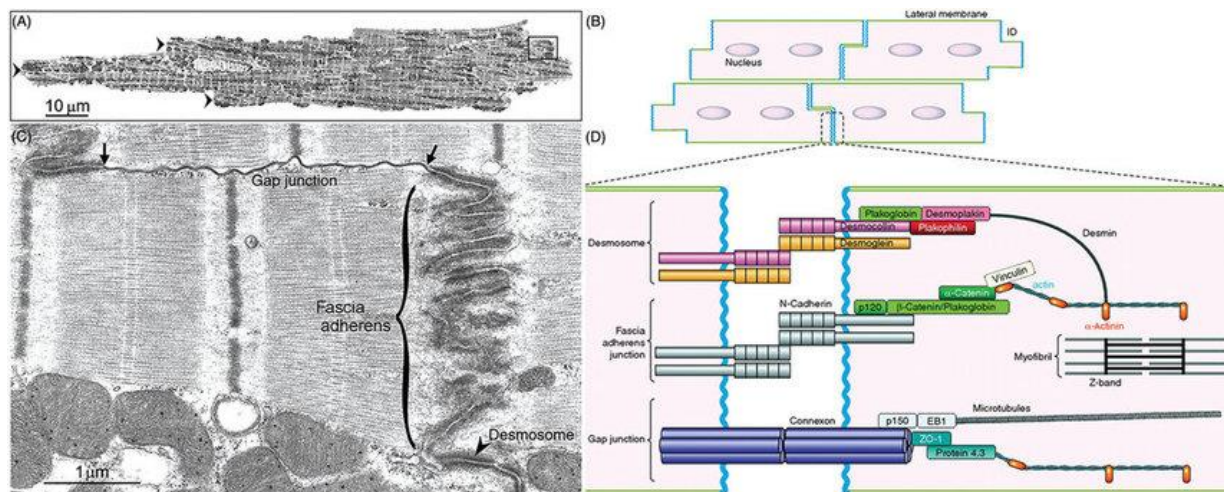 (A)
10 μm
(B)
Lateral membrane
ID
Nucleus
(C)
Gap junction
Fascia
adherens
Desmosome
1 μm
(D)
Desmosome
Plakoglobin
Desmoplakin
Desmocollin
Plakophilin
Desmoglein
Desmin
Vinculin
actin
α-Catenin
N-Cadherin
p120
β-Catenin/Plakoglobin
α-Actinin
Fascia
adherens
junction
Myofibril
Z-band
Gap junction
Connexon
p150
EB1
Microtubules
ZO-1
Protein 4.3